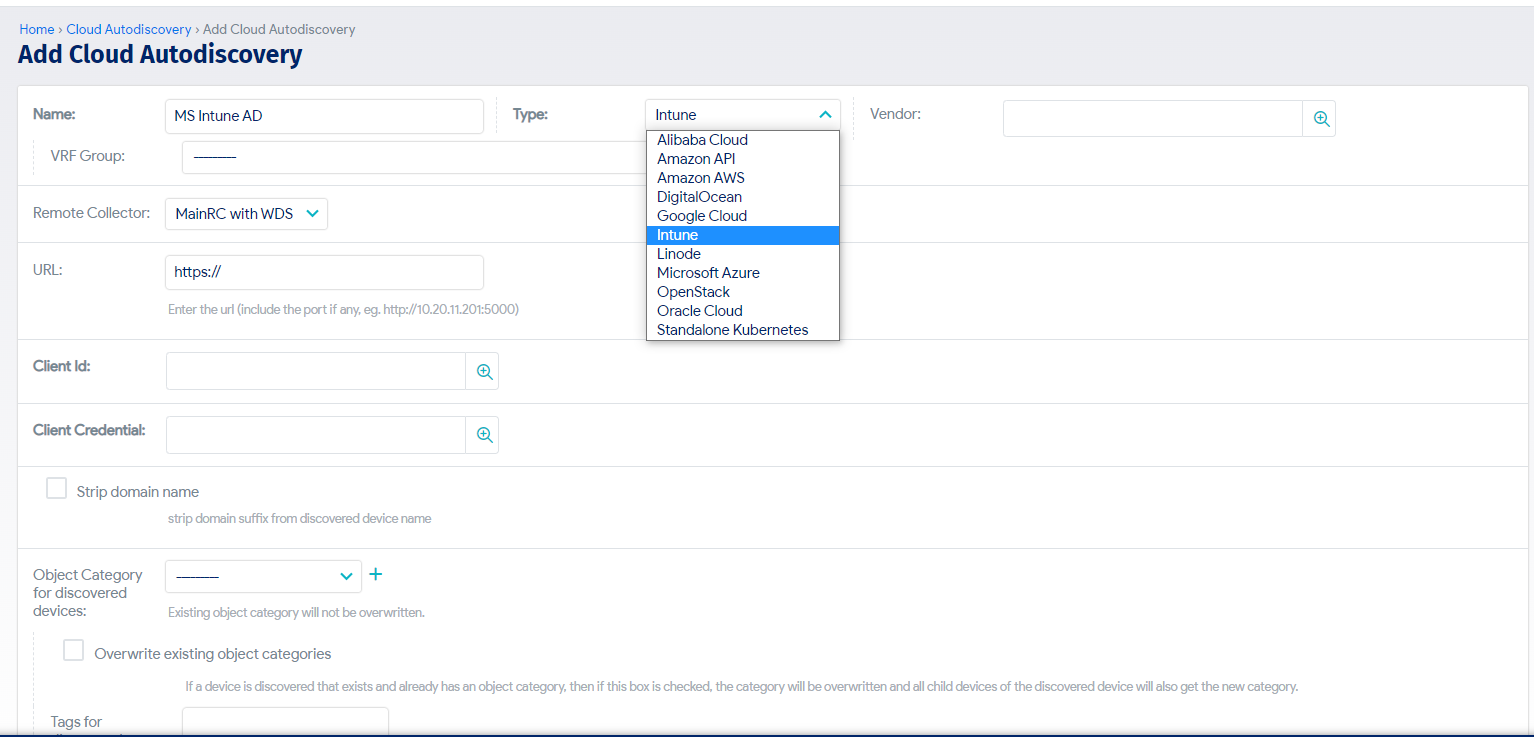 Home › Cloud Autodiscovery › Add Cloud Autodiscovery
Add Cloud Autodiscovery
Name: MS Intune AD Type: Intune Vendor:
VRF Group: ---------
Alibaba Cloud
Amazon API
Amazon AWS
DigitalOcean
Google Cloud
Intune
Linode
Microsoft Azure
OpenStack
Oracle Cloud
Standalone Kubernetes
Remote Collector: MainRC with WDS
URL: https://
Enter the url (include the port if any, eg. http://10.20.11.201:5000)
Client Id:
Client Credential:
Strip domain name
strip domain suffix from discovered device name
Object Category
for discovered
devices:
---------
Existing object category will not be overwritten.
Overwrite existing object categories
If a device is discovered that exists and already has an object category, then if this box is checked, the category will be overwritten and all child devices of the discovered device will also get the new category.
Tags for